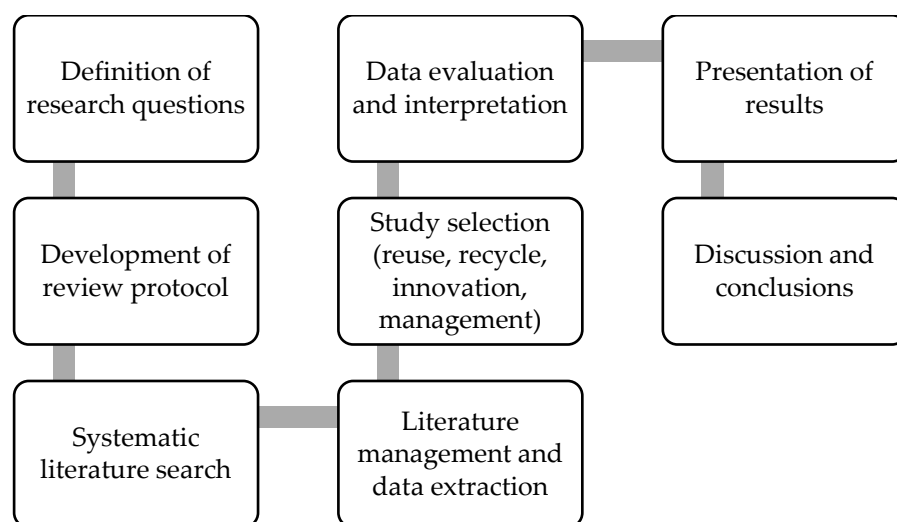 Definition of
research questions
Development of
review protocol
Systematic
literature search
Literature
management and
data extraction
Study selection
(reuse, recycle,
innovation,
management)
Data evaluation
and interpretation
Presentation of
results
Discussion and
conclusions